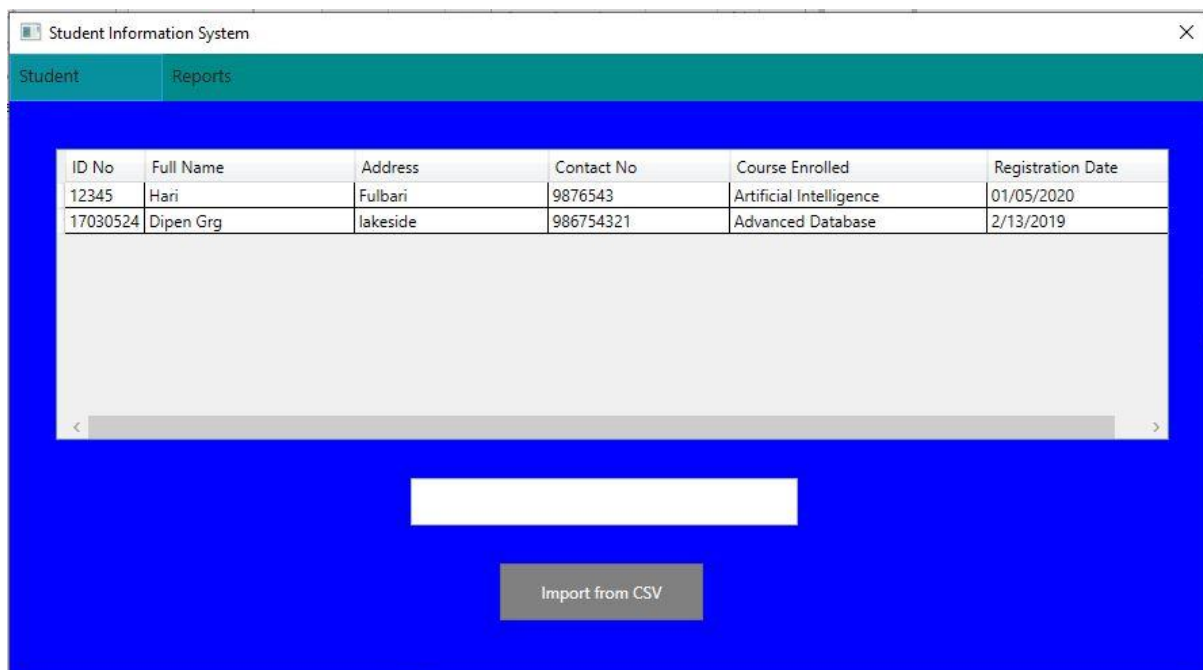 Student Information System
Student Reports
ID No Full Name Address Contact No Course Enrolled Registration Date
12345 Hari Fulbari 9876543 Artificial Intelligence 01/05/2020
17030524 Dipen Grg lakeside 986754321 Advanced Database 2/13/2019
Import from CSV